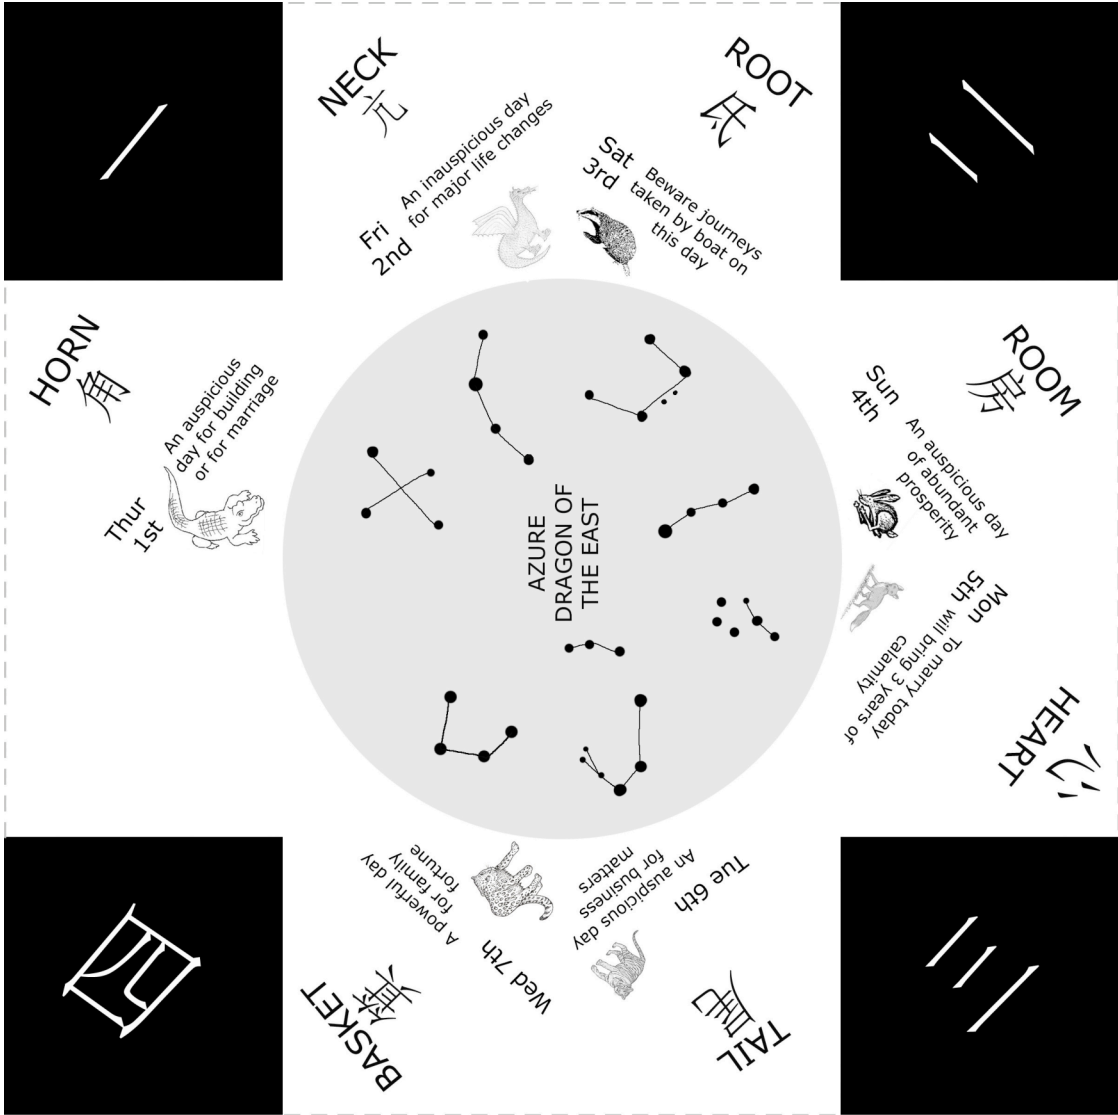 一
NECK
亢
Fri
2nd
An inauspicious day
for major life changes
ROOT
氐
Sat
3rd
Beware journeys
taken by boat on
this day
二
HORN
角
Thur
1st
An auspicious
day for building
or for marriage
ROOM
房
Sun
4th
An auspicious day
of abundant
prosperity
AZURE
DRAGON OF
THE EAST
Mon
5th
To marry today
will bring 3 years of
calamity
HEART
心
三
Tue 6th
An auspicious day
for business
matters
TAIL
尾
Wed 7th
A powerful day
for family
fortune
BASKET
箕
四